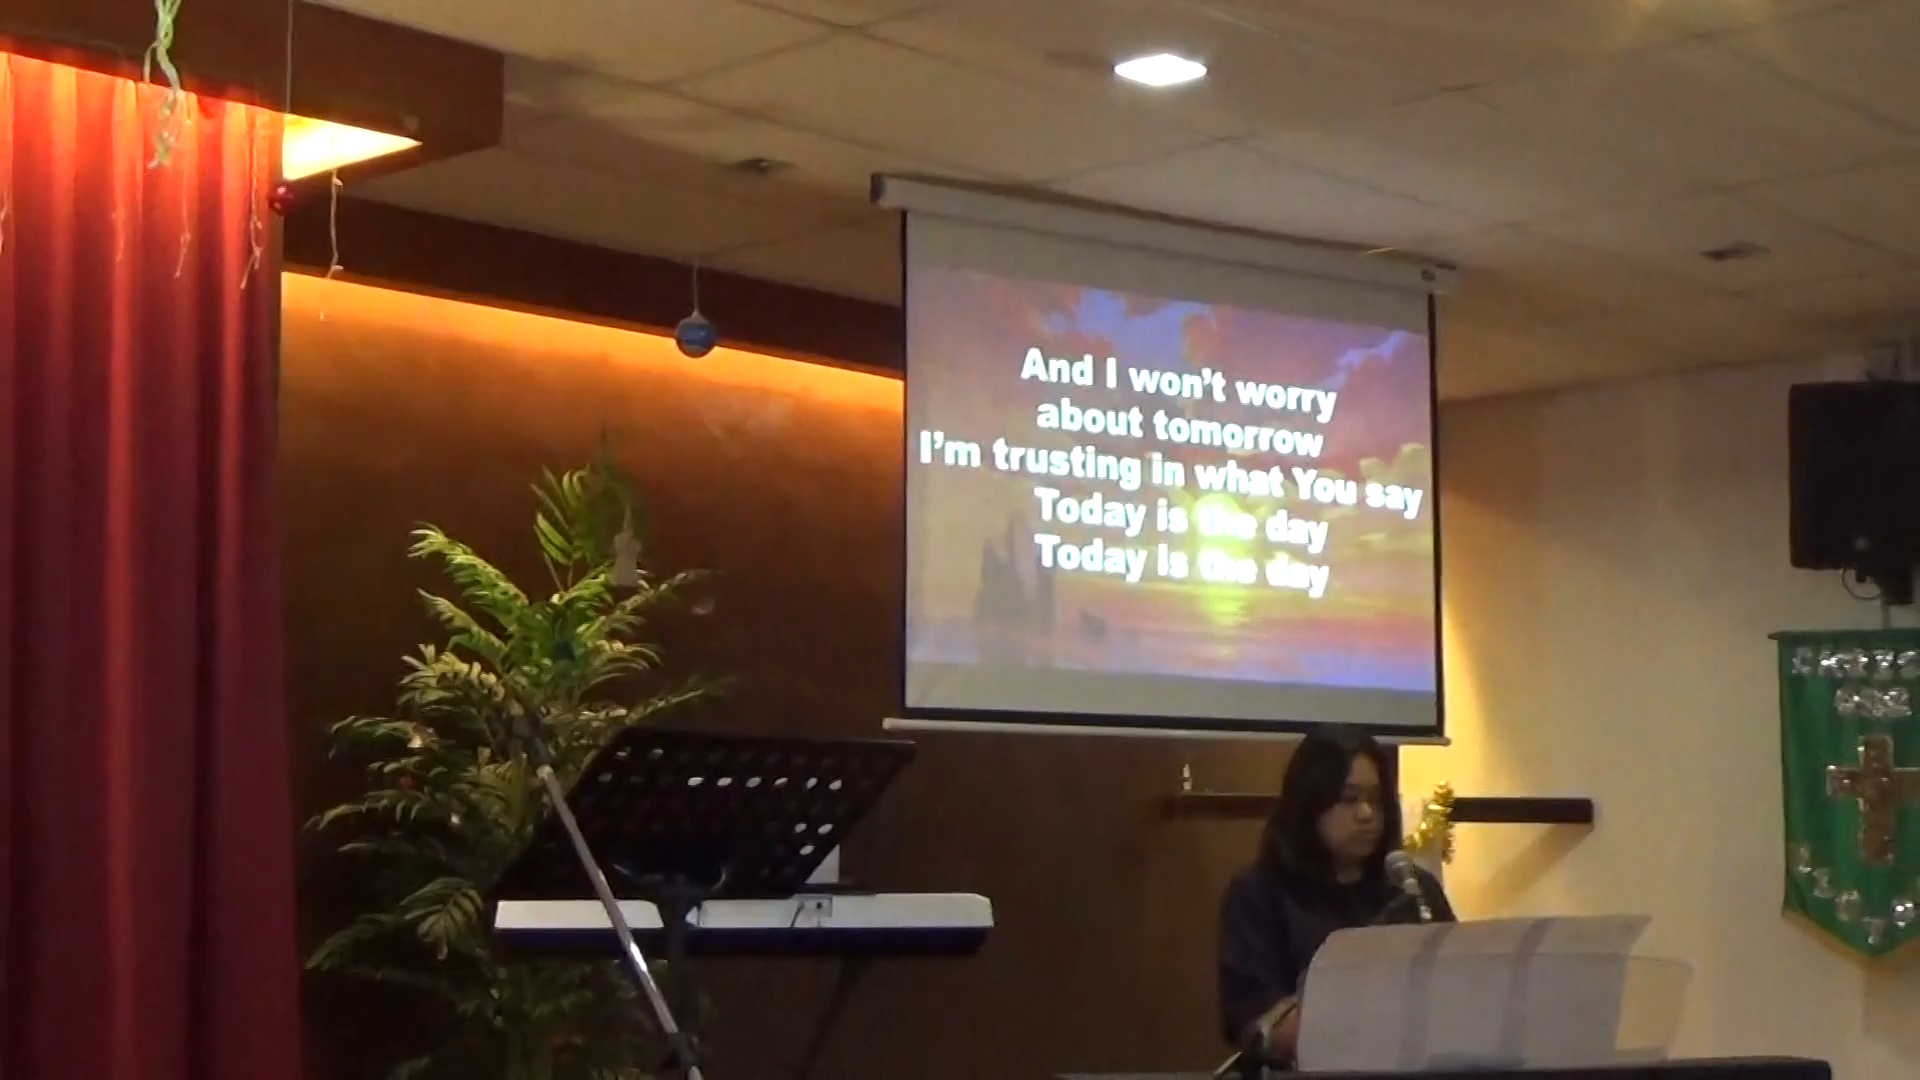 And I won't worry
about tomorrow
I'm trusting in what You say
Today is the day
Today Is the day